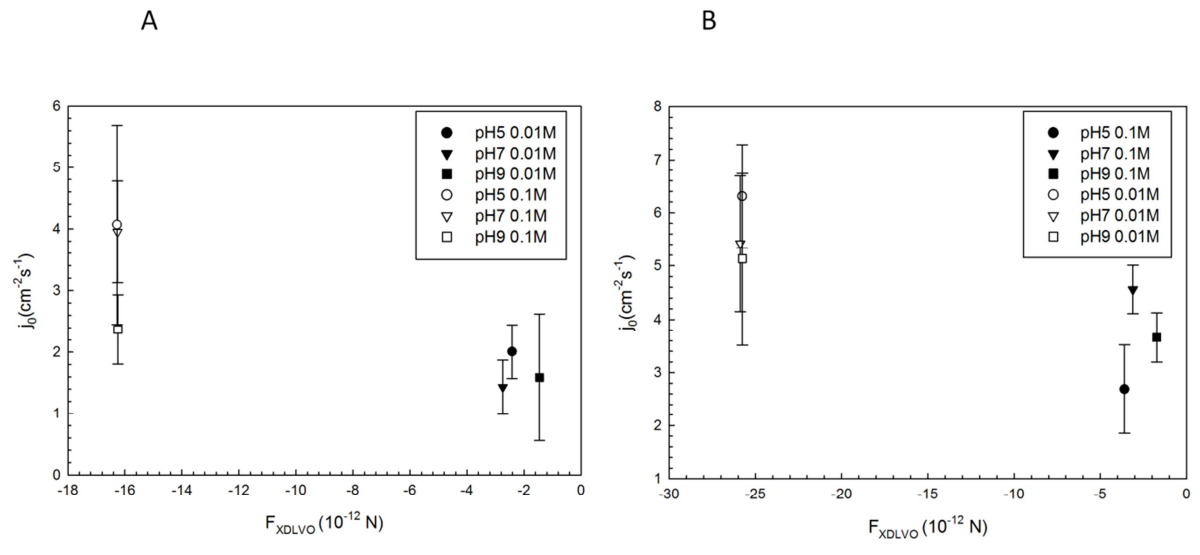 A
B
6
5
4
3
2
1
0
j₀(cm⁻²s⁻¹)
pH5 0.01M
pH7 0.01M
pH9 0.01M
pH5 0.1M
pH7 0.1M
pH9 0.1M
-18 -16 -14 -12 -10 -8 -6 -4 -2 0
F_XDLVO (10⁻¹² N)
8
7
6
5
4
3
2
1
j₀(cm⁻²s⁻¹)
pH5 0.1M
pH7 0.1M
pH9 0.1M
pH5 0.01M
pH7 0.01M
pH9 0.01M
-30 -25 -20 -15 -10 -5 0
F_XDLVO (10⁻¹² N)